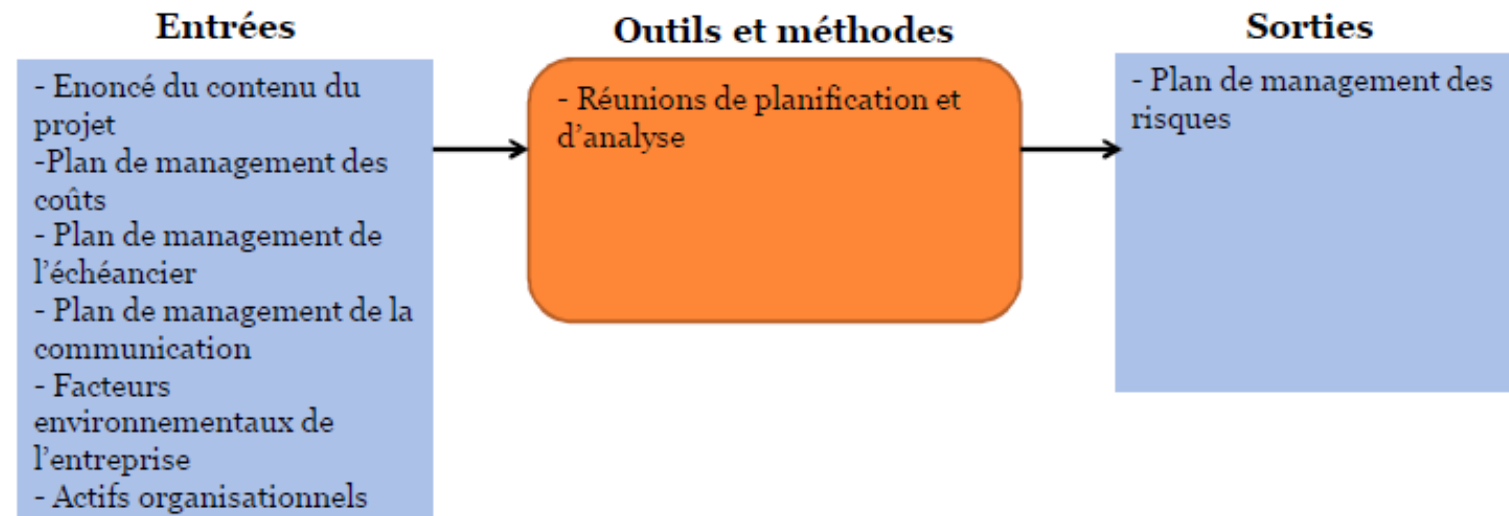 Entrées
- Enoncé du contenu du
projet
-Plan de management des
coûts
- Plan de management de
l’échéancier
- Plan de management de la
communication
- Facteurs
environnementaux de
l’entreprise
- Actifs organisationnels
Outils et méthodes
- Réunions de planification et
d’analyse
Sorties
- Plan de management des
risques